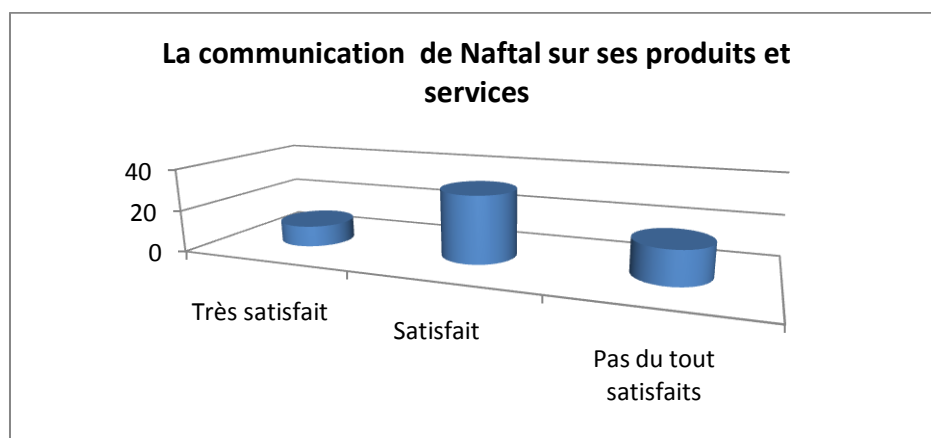 La communication de Naftal sur ses produits et
services
40
20
0
Très satisfait
Satisfait
Pas du tout
satisfaits